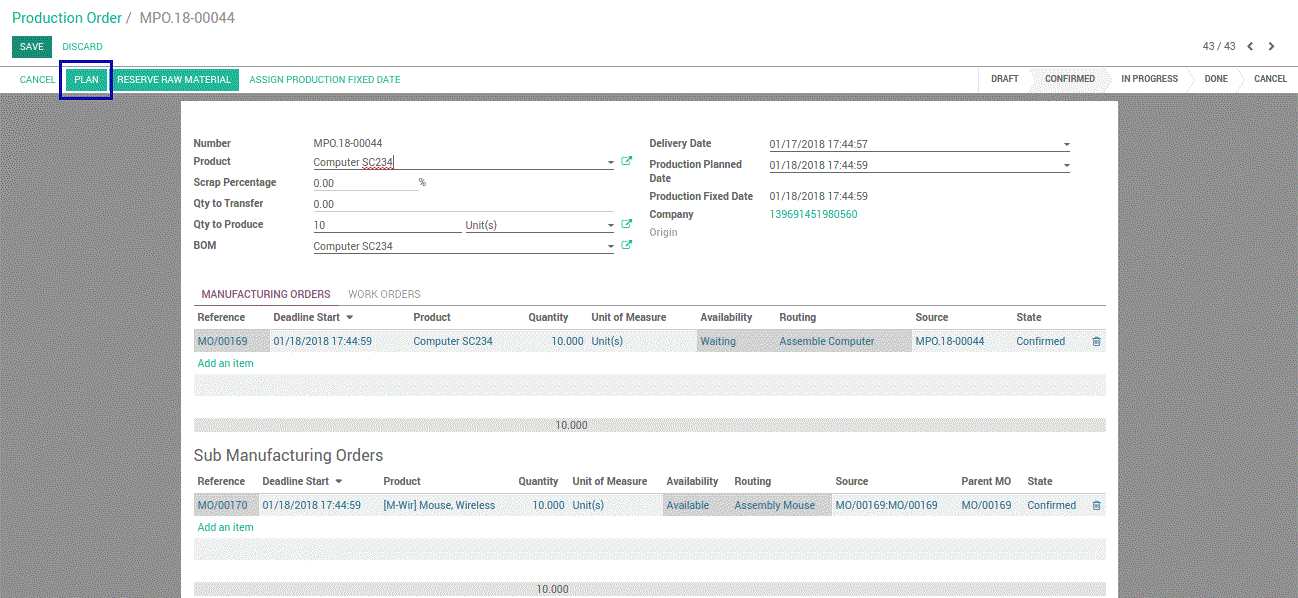 Production Order / MPO.18-00044
SAVE DISCARD 43 / 43
CANCEL PLAN RESERVE RAW MATERIAL ASSIGN PRODUCTION FIXED DATE DRAFT CONFIRMED IN PROGRESS DONE CANCEL
Number MPO.18-00044 Delivery Date 01/17/2018 17:44:57
Product Computer SC234 Production Planned Date 01/18/2018 17:44:59
Scrap Percentage 0.00 %
Qty to Transfer 0.00 Production Fixed Date 01/18/2018 17:44:59
Qty to Produce 10 Unit(s) Company 139691451980560
BOM Computer SC234 Origin
MANUFACTURING ORDERS WORK ORDERS
Reference Deadline Start Product Quantity Unit of Measure Availability Routing Source State
MO/00169 01/18/2018 17:44:59 Computer SC234 10.000 Unit(s) Waiting Assemble Computer MPO.18-00044 Confirmed
Add an item
10.000
Sub Manufacturing Orders
Reference Deadline Start Product Quantity Unit of Measure Availability Routing Source Parent MO State
MO/00170 01/18/2018 17:44:59 [M-Wir] Mouse, Wireless 10.000 Unit(s) Available Assembly Mouse MO/00169:MO/00169 MO/00169 Confirmed
Add an item
10.000